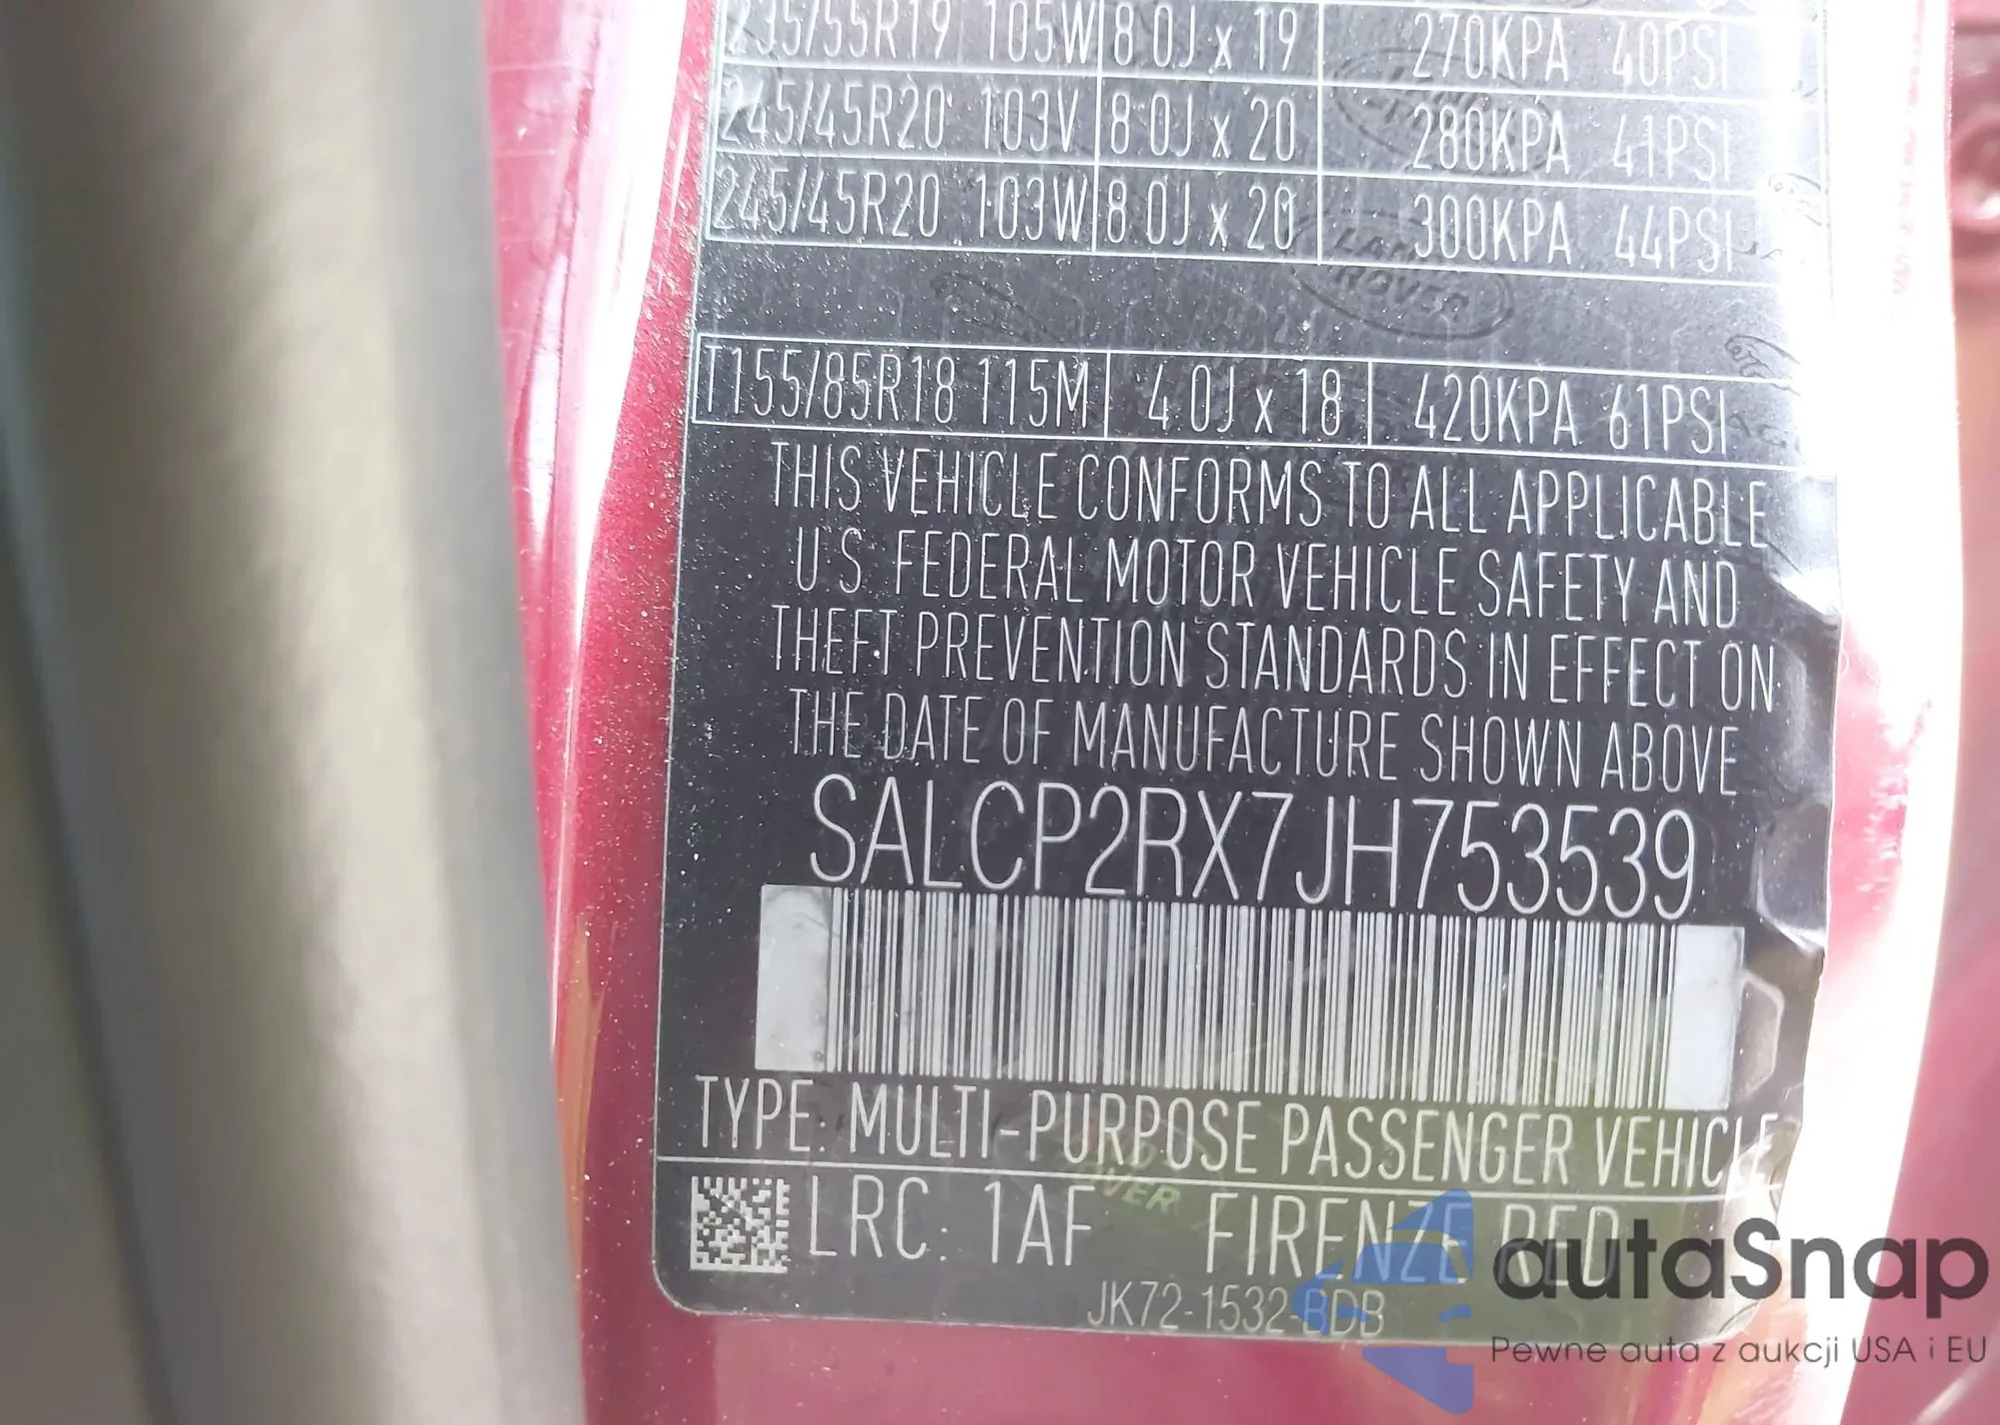 235/55R19 105W 8.0J x 19 270KPA 40PSI
245/45R20 103V 8.0J x 20 280KPA 41PSI
245/45R20 103W 8.0J x 20 300KPA 44PSI
LAND
ROVER
T155/85R18 115M 4.0J x 18 420KPA 61PSI
THIS VEHICLE CONFORMS TO ALL APPLICABLE
U.S. FEDERAL MOTOR VEHICLE SAFETY AND
THEFT PREVENTION STANDARDS IN EFFECT ON
THE DATE OF MANUFACTURE SHOWN ABOVE
SALCP2RX7JH753539
TYPE: MULTI-PURPOSE PASSENGER VEHICLE
OVER
LRC: 1AF FIRENZE RED
JK72-1532-BDB
autaSnap
Pewne auta z aukcji USA i EU